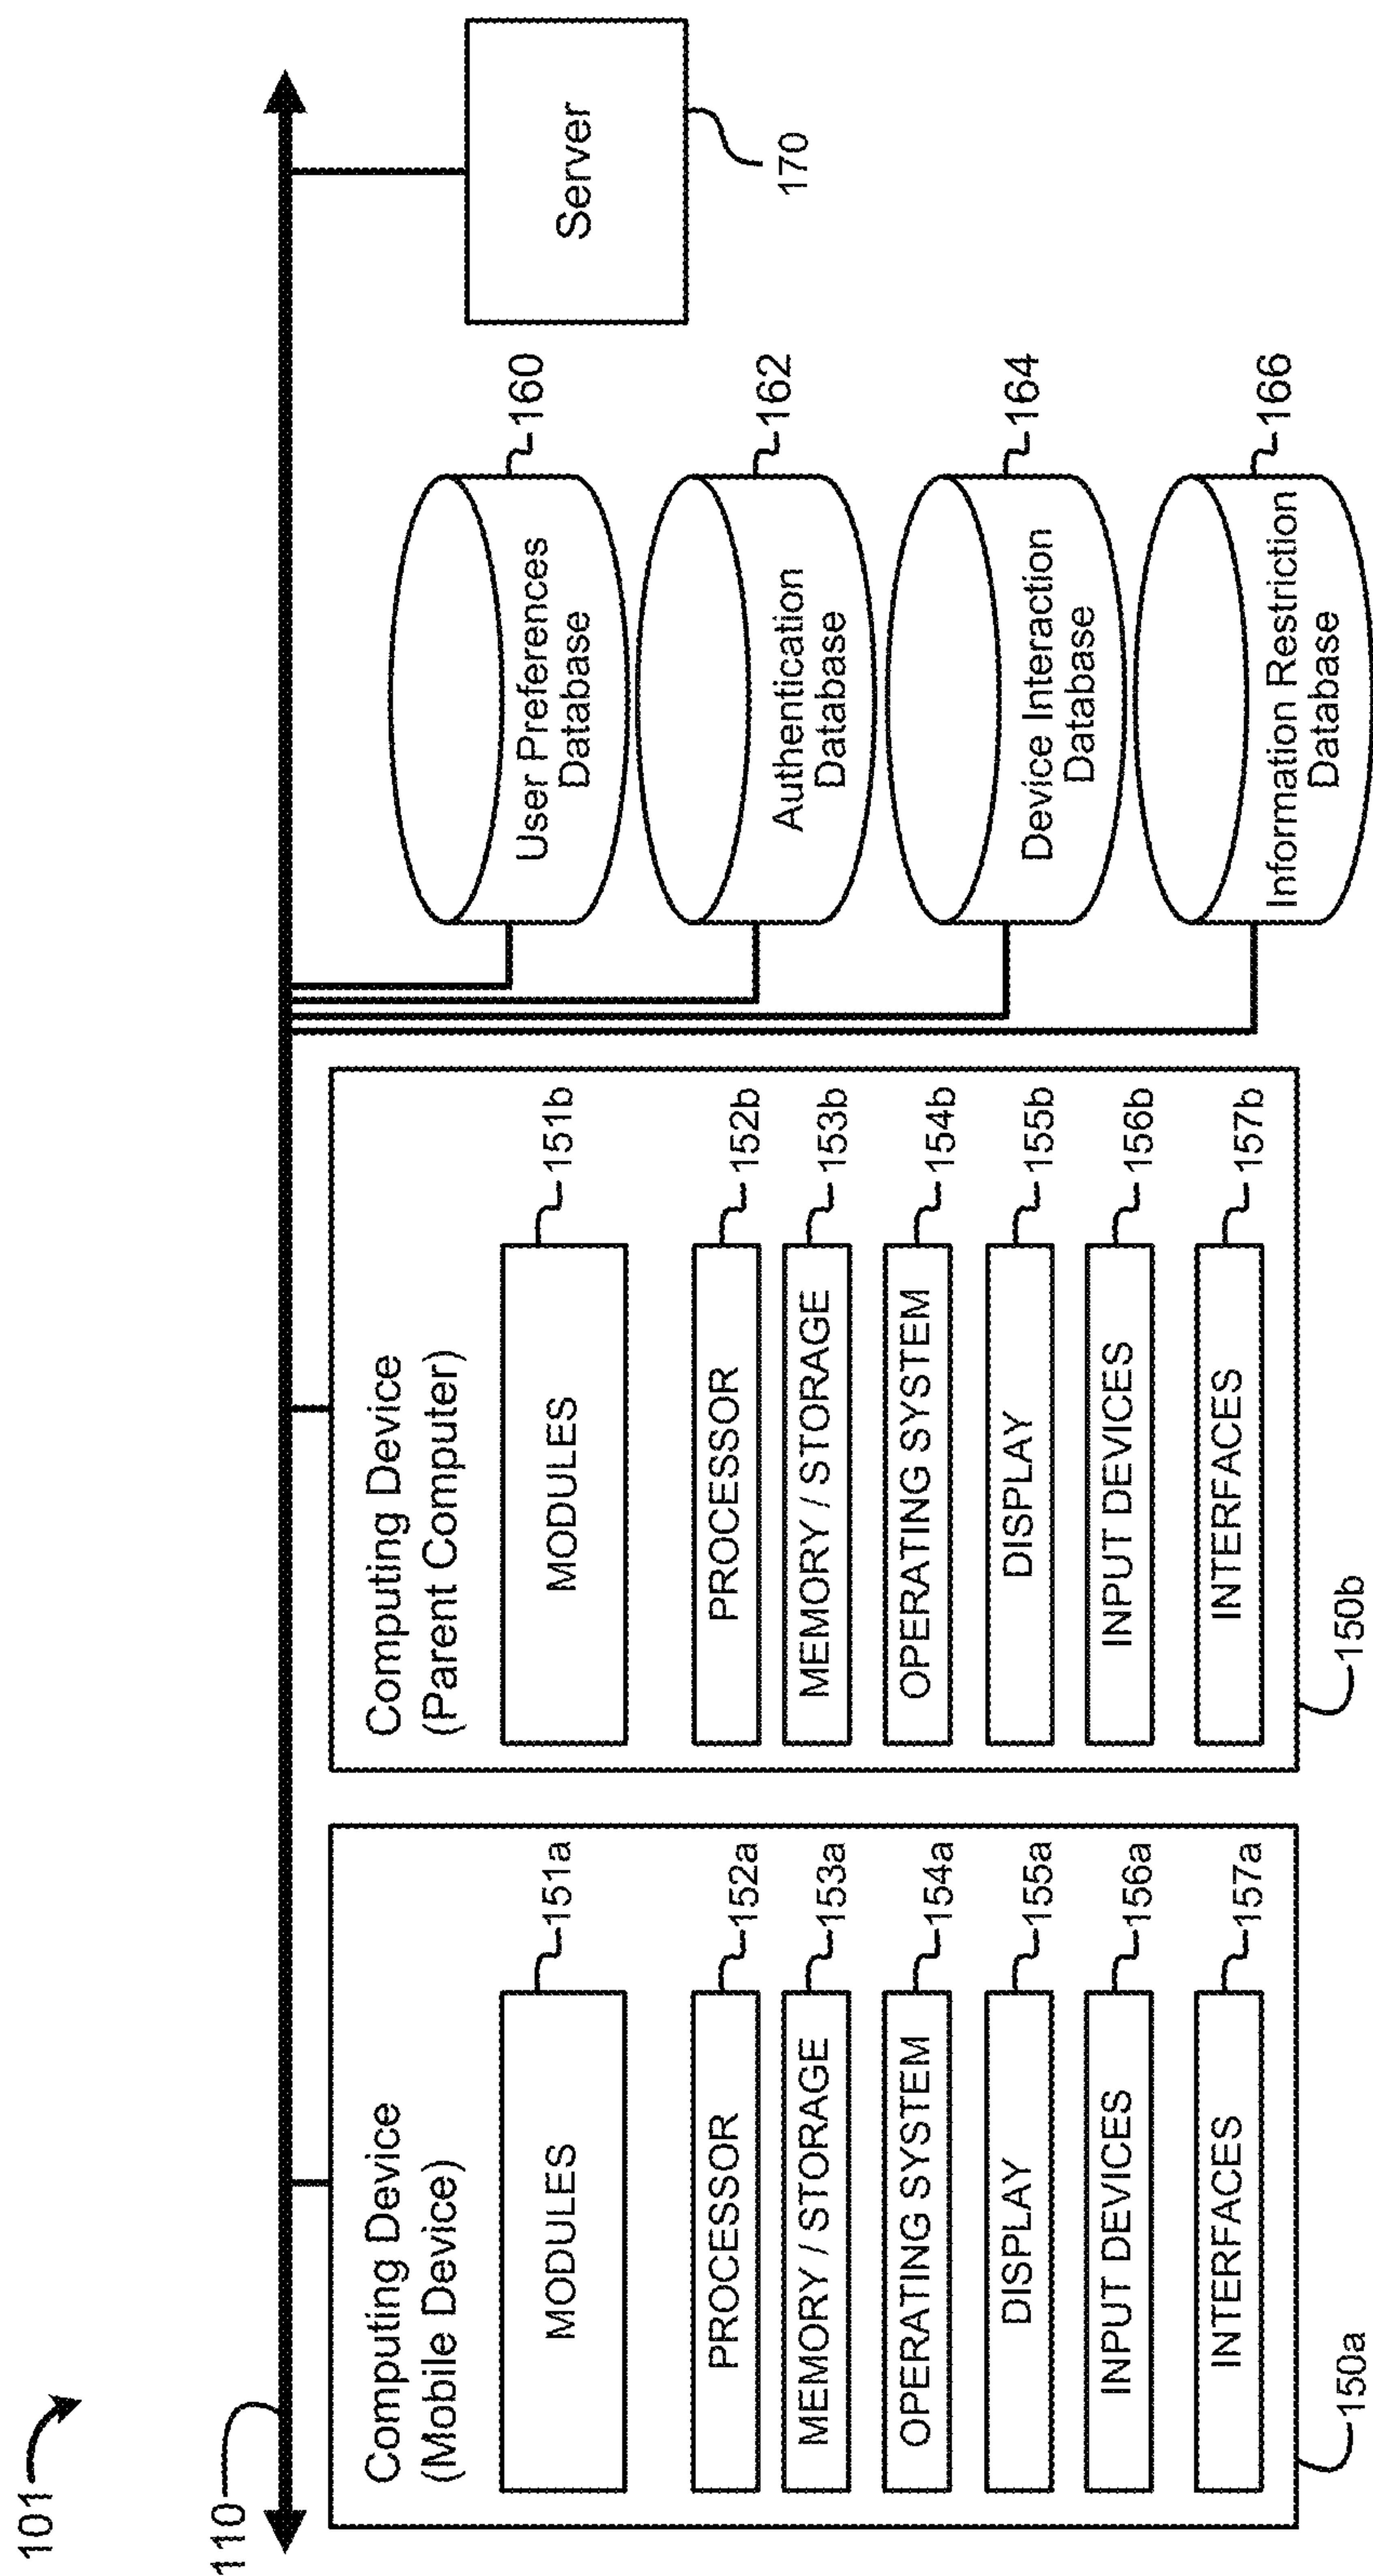 101
110
Computing Device
(Mobile Device)
MODULES
151a
PROCESSOR
152a
MEMORY / STORAGE
153a
OPERATING SYSTEM
154a
DISPLAY
155a
INPUT DEVICES
156a
INTERFACES
157a
150a
Computing Device
(Parent Computer)
MODULES
151b
PROCESSOR
152b
MEMORY / STORAGE
153b
OPERATING SYSTEM
154b
DISPLAY
155b
INPUT DEVICES
156b
INTERFACES
157b
150b
User Preferences
Database
160
Authentication
Database
162
Device Interaction
Database
164
Information Restriction
Database
166
Server
170